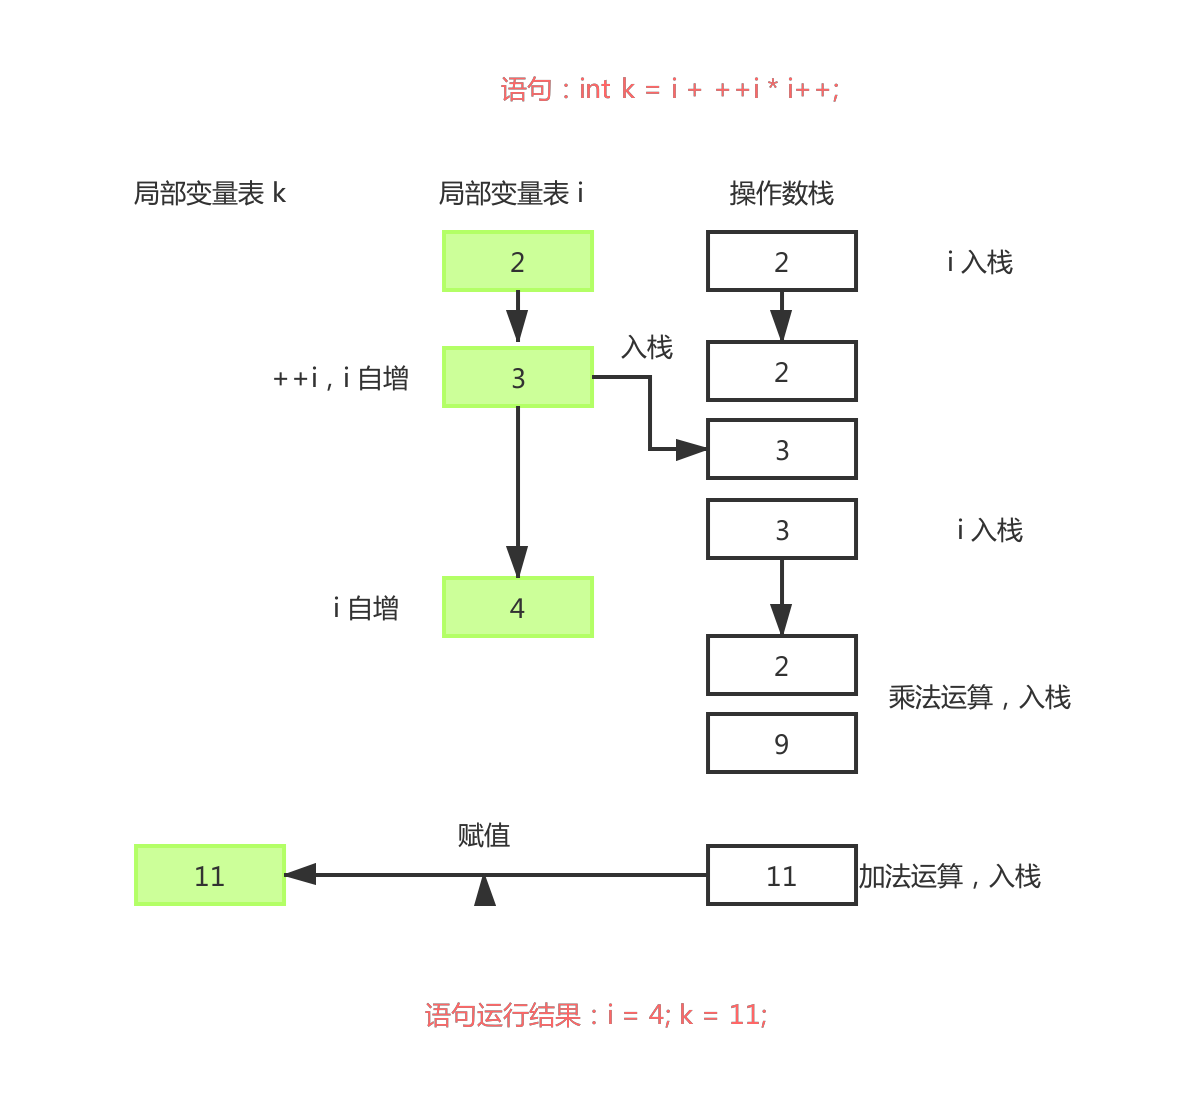 语句：int k = i + ++i * i++;
局部变量表 k
局部变量表 i
操作数栈
2
2
i 入栈
入栈
++i，i 自增
3
2
3
3
i 入栈
i 自增
4
2
乘法运算，入栈
9
赋值
11
11
加法运算，入栈
语句运行结果：i = 4; k = 11;